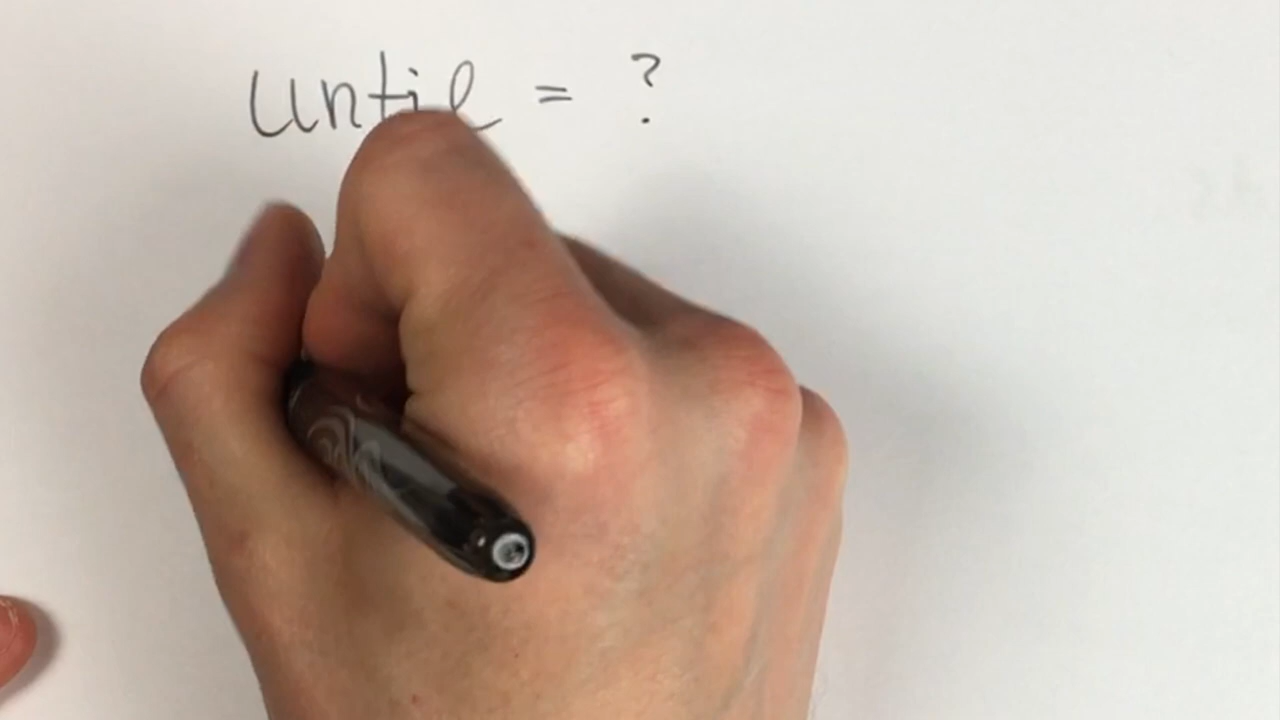 until = ?